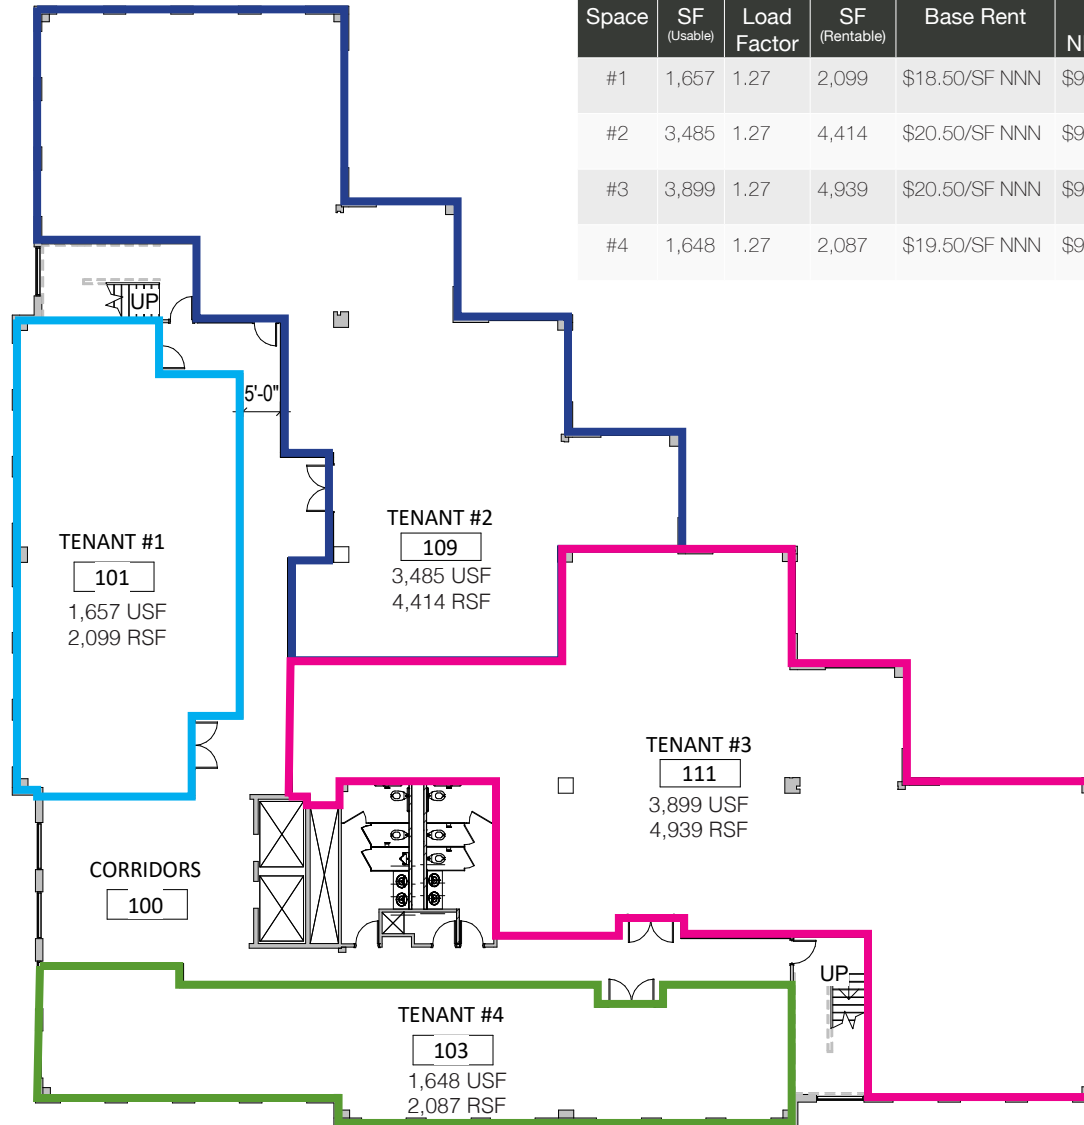 Space SF Load SF Base Rent
(Usable) Factor (Rentable) N
#1 1,657 1.27 2,099 $18.50/SF NNN $9
#2 3,485 1.27 4,414 $20.50/SF NNN $9
#3 3,899 1.27 4,939 $20.50/SF NNN $9
#4 1,648 1.27 2,087 $19.50/SF NNN $9
UP
5'-0"
TENANT #2
109
3,485 USF
4,414 RSF
TENANT #1
101
1,657 USF
2,099 RSF
TENANT #3
111
3,899 USF
4,939 RSF
CORRIDORS
100
UP
TENANT #4
103
1,648 USF
2,087 RSF